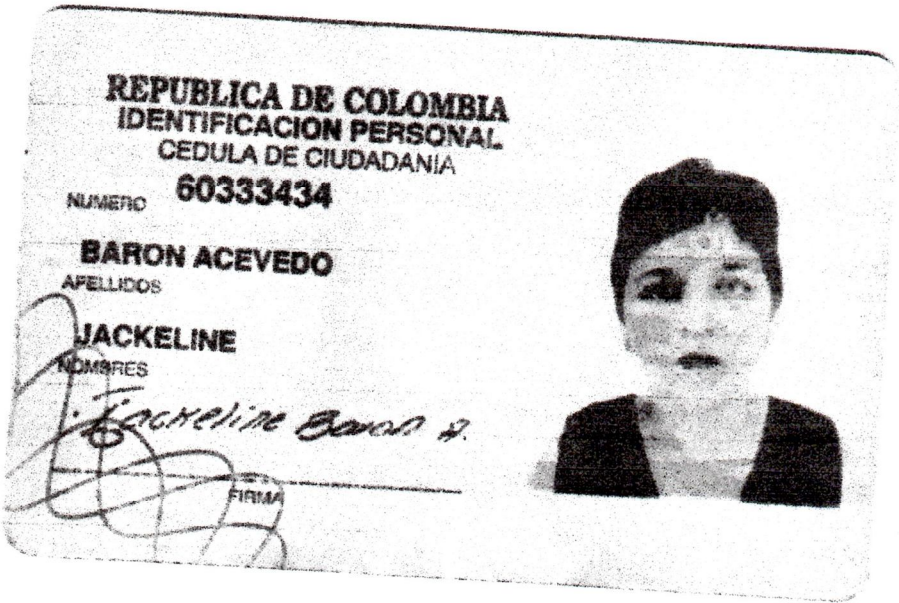 REPUBLICA DE COLOMBIA
IDENTIFICACION PERSONAL
CEDULA DE CIUDADANIA
NUMERO 60333434
BARON ACEVEDO
APELLIDOS
JACKELINE
NOMBRES
Jackeline Baron A.
FIRMA